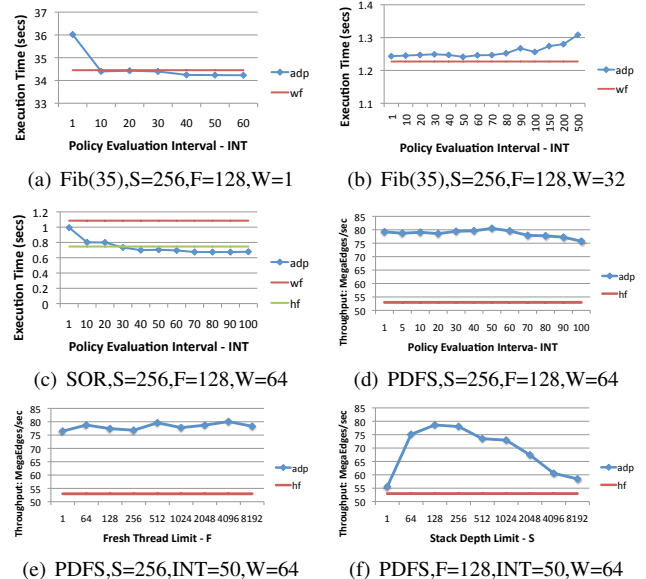 37
36
35
34
33
Execution Time (secs)
1 10 20 30 40 50 60
Policy Evaluation Interval - INT
adp
wf
(a) Fib(35),S=256,F=128,W=1
1.4
1.3
1.2
1.1
Execution Time (secs)
1 10 20 30 40 50 60 70 80 90 100 150 200 500
Policy Evaluation Interval - INT
adp
wf
(b) Fib(35),S=256,F=128,W=32
1.2
1
0.8
0.6
0.4
0.2
0
Execution Time (secs)
1 10 20 30 40 50 60 70 80 90 100
Policy Evaluation Interval - INT
adp
wf
hf
(c) SOR,S=256,F=128,W=64
85
80
75
70
65
60
55
50
Throughput: MegaEdges/sec
1 5 10 20 30 40 50 60 70 80 90 100
Policy Evaluation Interva- INT
adp
hf
(d) PDFS,S=256,F=128,W=64
85
80
75
70
65
60
55
50
Throughput: MegaEdges/sec
1 64 128 256 512 1024 2048 4096 8192
Fresh Thread Limit - F
adp
hf
(e) PDFS,S=256,INT=50,W=64
85
80
75
70
65
60
55
50
Throughput: MegaEdges/sec
1 64 128 256 512 1024 2048 4096 8192
Stack Depth Limit - S
adp
hf
(f) PDFS,F=128,INT=50,W=64